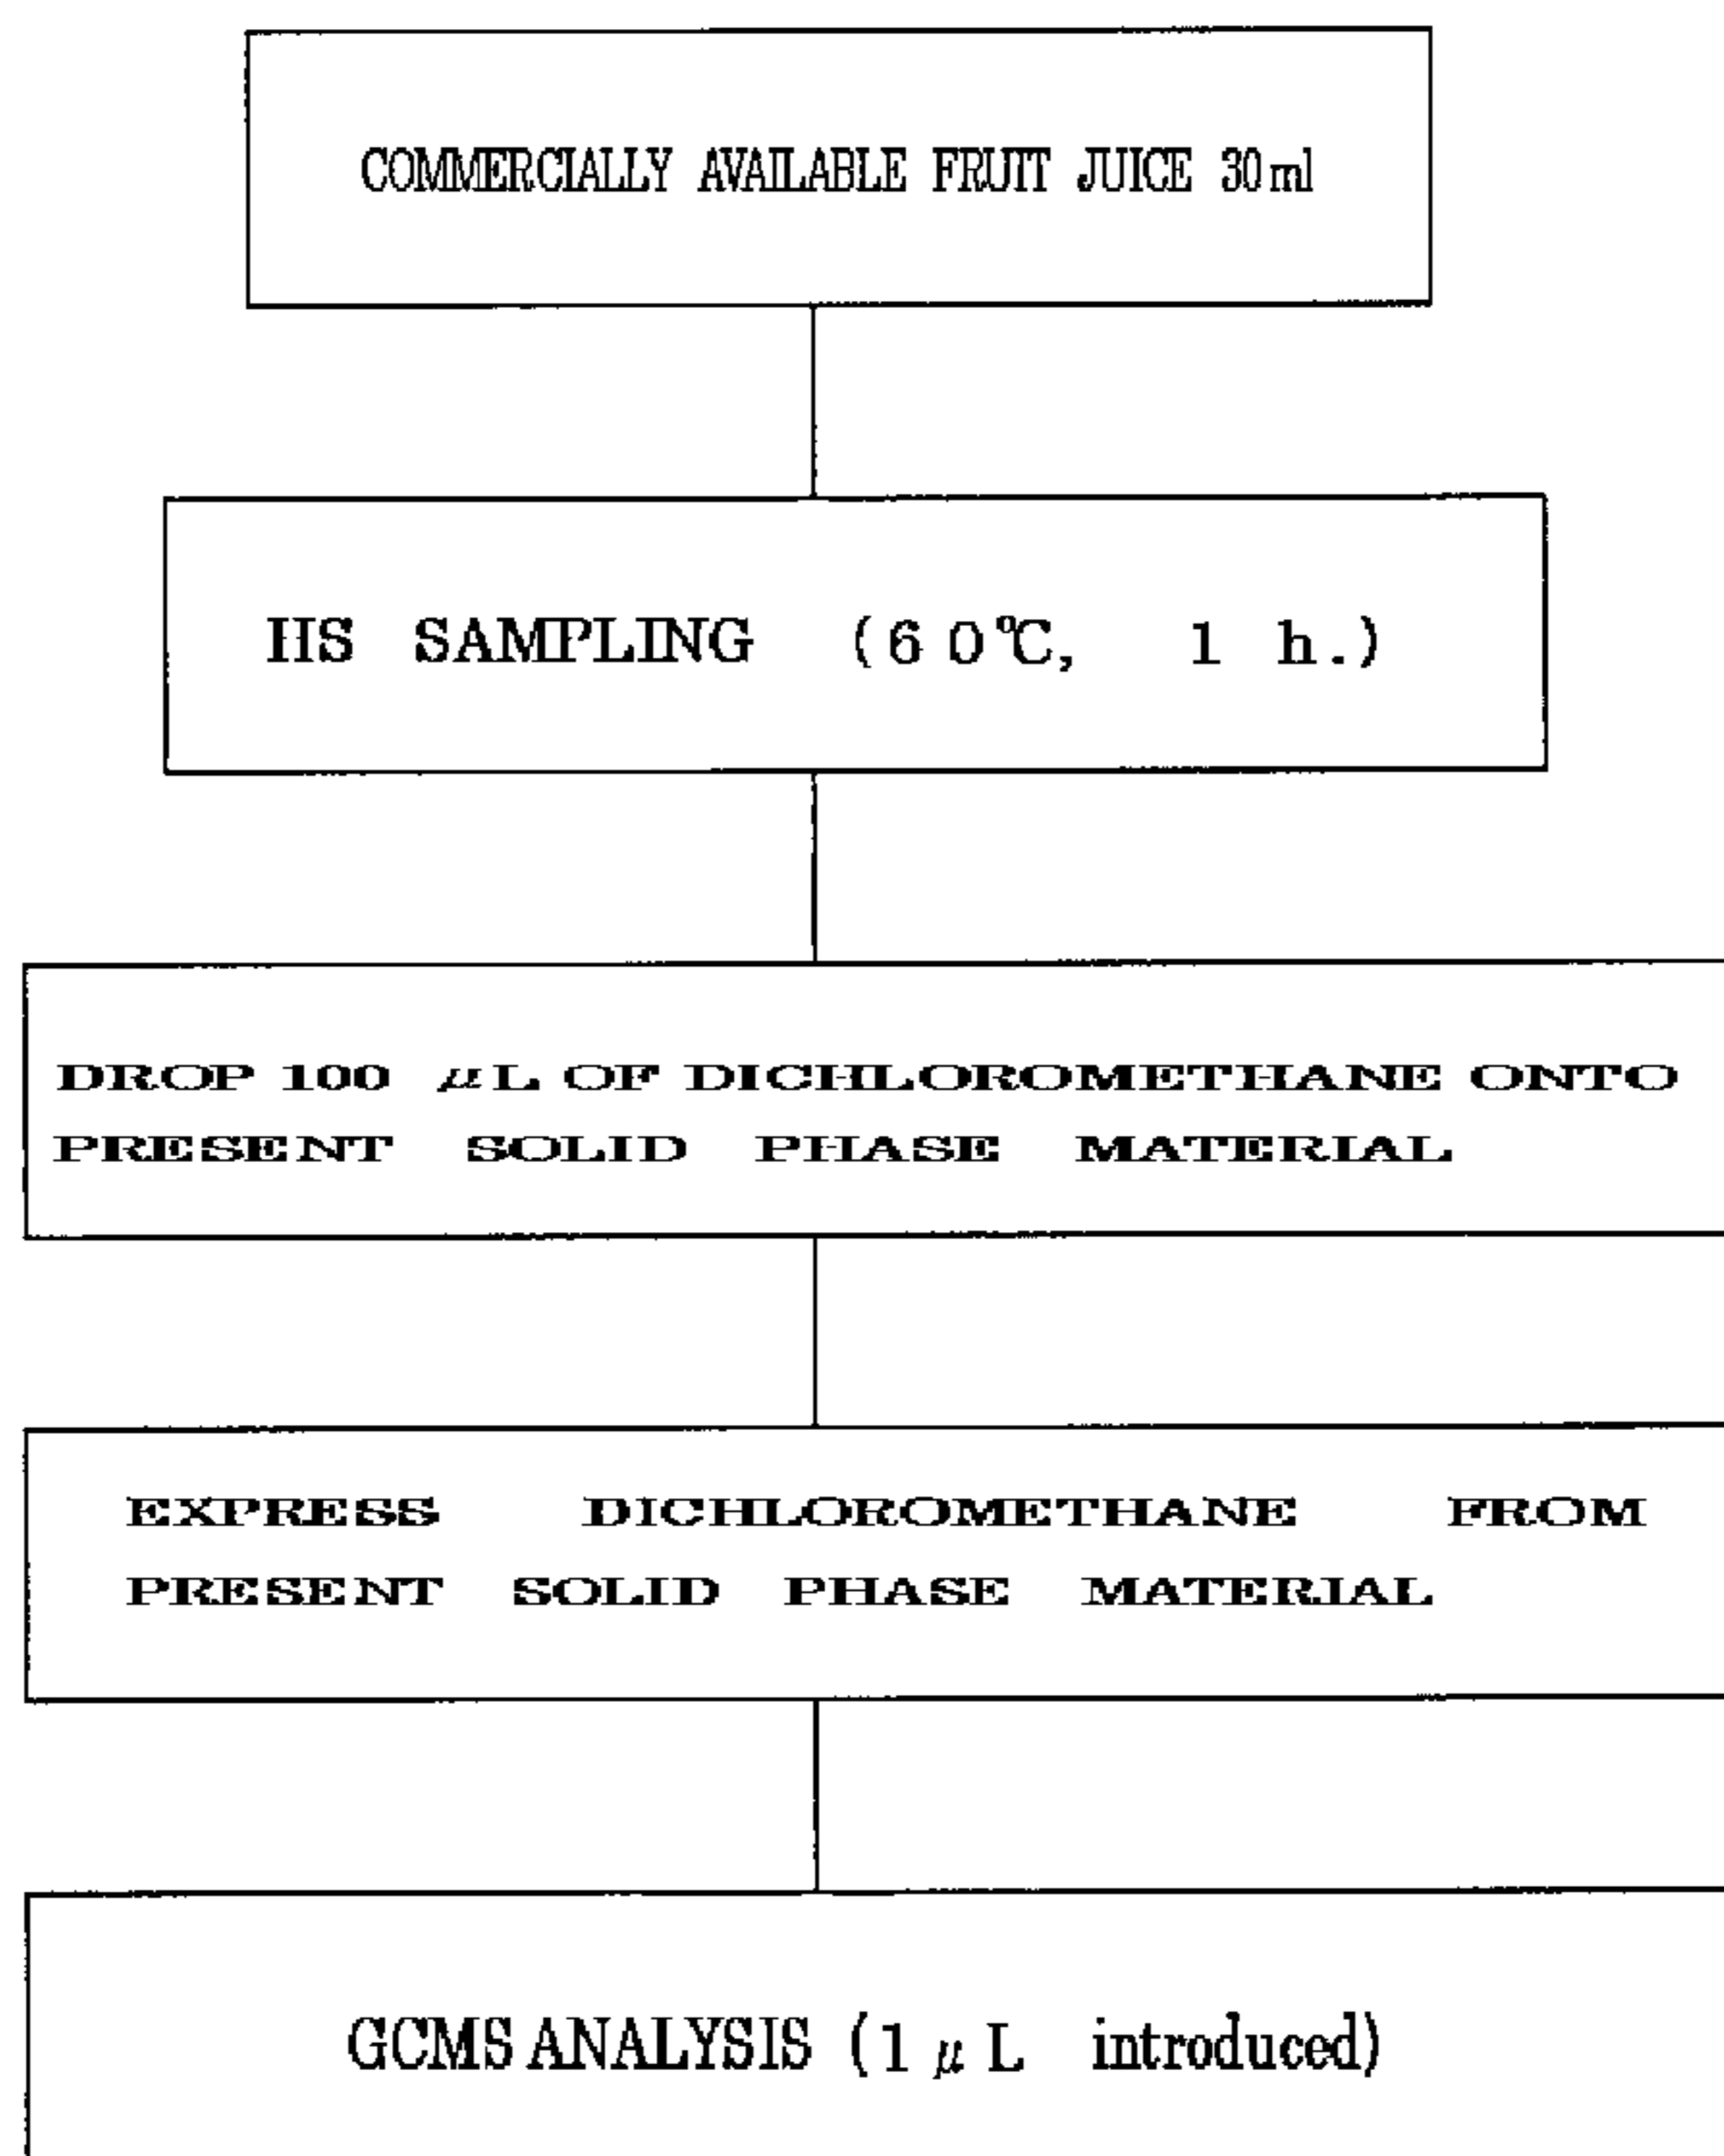 COMMERCIALLY AVAILABLE FRUIT JUICE 30ml
HS SAMPLING (60℃, 1 h.)
DROP 100 μL OF DICHLOROMETHANE ONTO
PRESENT SOLID PHASE MATERIAL
EXPRESS DICHLOROMETHANE FROM
PRESENT SOLID PHASE MATERIAL
GCMS ANALYSIS (1 μL introduced)